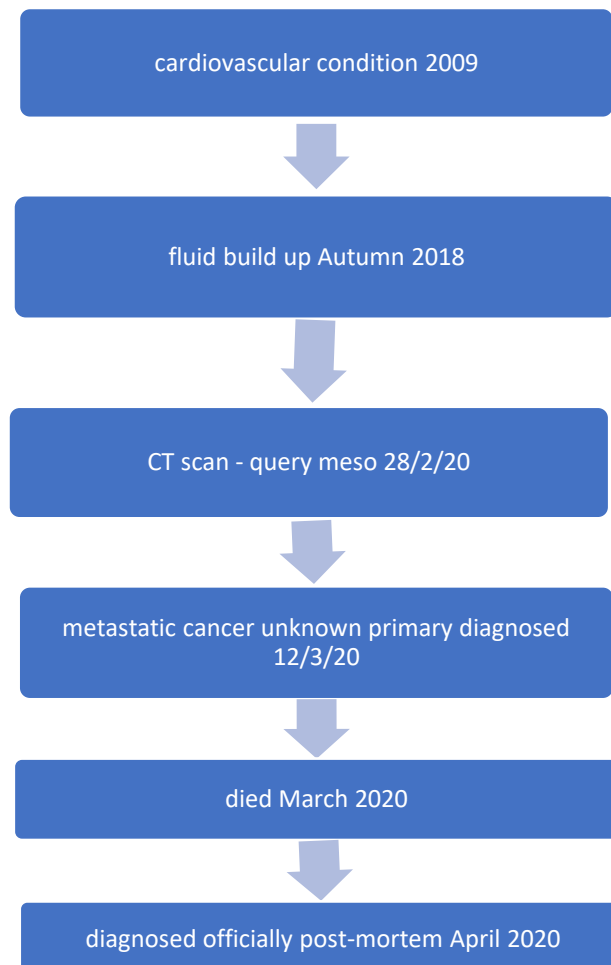 cardiovascular condition 2009
fluid build up Autumn 2018
CT scan - query meso 28/2/20
metastatic cancer unknown primary diagnosed
12/3/20
died March 2020
diagnosed officially post-mortem April 2020